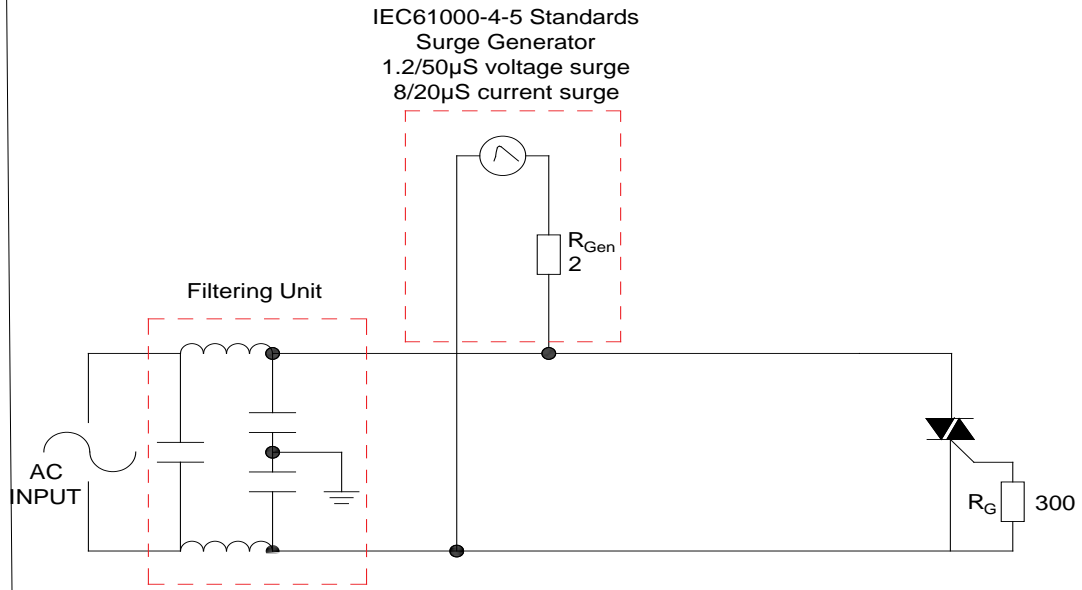 IEC61000-4-5 Standards
Surge Generator
1.2/50µS voltage surge
8/20µS current surge
RGen
2
Filtering Unit
AC
INPUT
RG 300